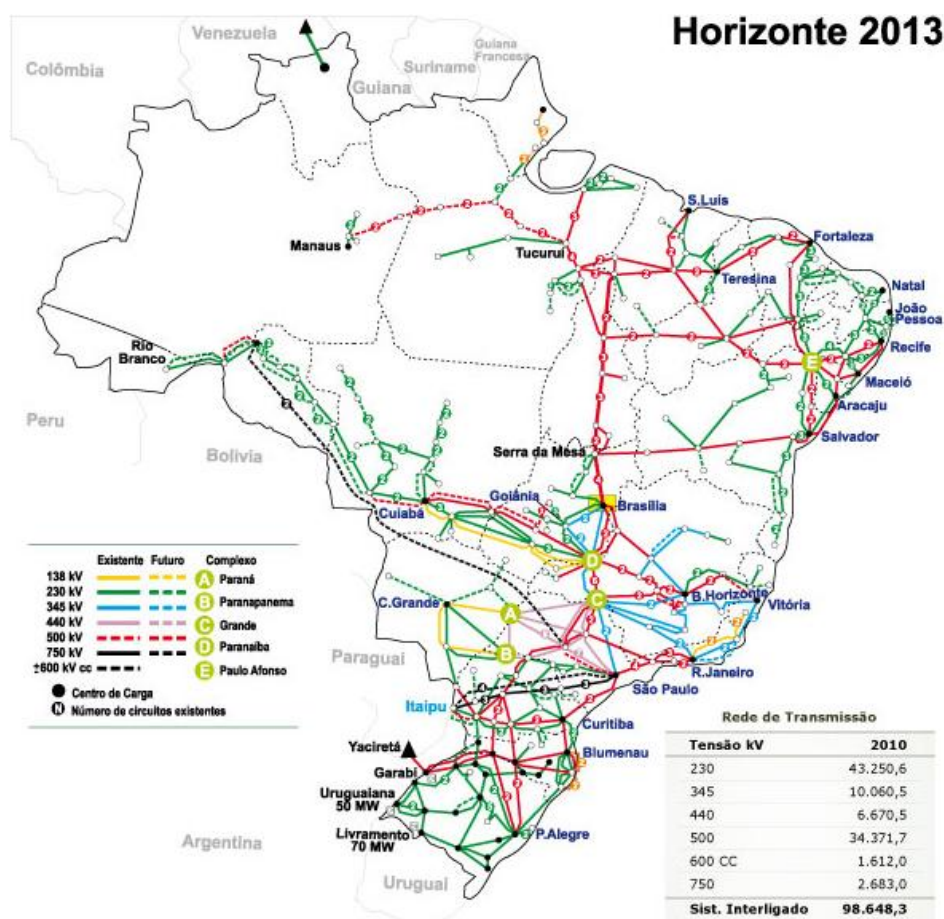 Horizonte 2013
Venezuela
Colômbia
Guiana
Suriname
Guiana
Francesa
Manaus
Tucuruí
S.Luis
Fortaleza
Teresina
Natal
João
Pessoa
Recife
Maceió
Aracaju
Salvador
E
Rio
Branco
Peru
Bolivia
Serra da Mesa
Cuiabá
Goiânia
Brasília
D
C
B.Horizonte
Vitória
R.Janeiro
São Paulo
C.Grande
A
B
Paraguai
Itaipu
Curitiba
Blumenau
Yaciretá
Garabi
Uruguaiana
50 MW
Livramento
70 MW
P.Alegre
Argentina
Uruguai
Existente Futuro Complexo
138 kV A Paraná
230 kV B Paranapanema
345 kV C Grande
440 kV D Paranaíba
500 kV E Paulo Afonso
750 kV
±600 kV cc
Centro de Carga
N Número de circuitos existentes
Rede de Transmissão
Tensão kV 2010
230 43.250,6
345 10.060,5
440 6.670,5
500 34.371,7
600 CC 1.612,0
750 2.683,0
Sist. Interligado 98.648,3